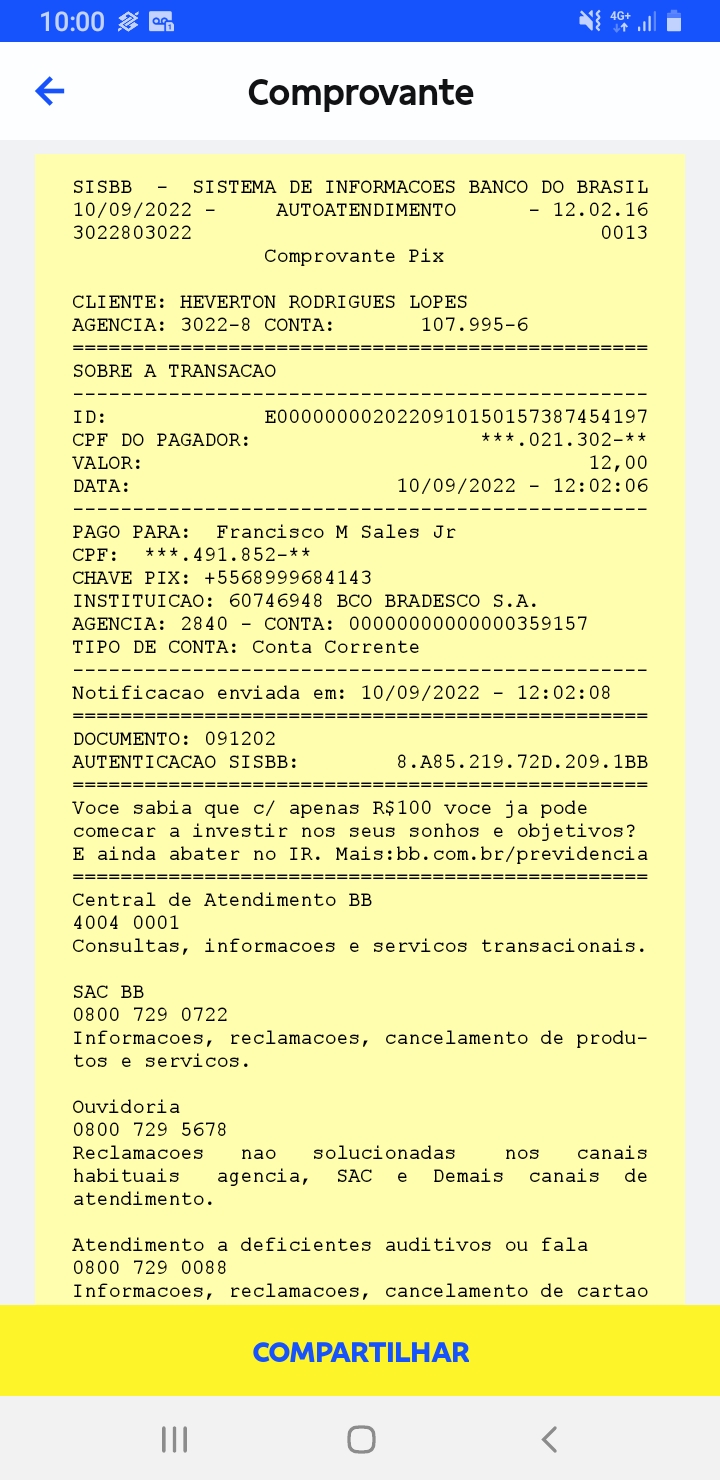 10:00
4G+
Comprovante
SISBB - SISTEMA DE INFORMACOES BANCO DO BRASIL
10/09/2022 - AUTOATENDIMENTO - 12.02.16
3022803022 0013
Comprovante Pix
CLIENTE: HEVERTON RODRIGUES LOPES
AGENCIA: 3022-8 CONTA: 107.995-6
================================================
SOBRE A TRANSACAO
------------------------------------------------
ID: E0000000020220910150157387454197
CPF DO PAGADOR: ***.021.302-**
VALOR: 12,00
DATA: 10/09/2022 - 12:02:06
------------------------------------------------
PAGO PARA: Francisco M Sales Jr
CPF: ***.491.852-**
CHAVE PIX: +5568999684143
INSTITUICAO: 60746948 BCO BRADESCO S.A.
AGENCIA: 2840 - CONTA: 00000000000000359157
TIPO DE CONTA: Conta Corrente
------------------------------------------------
Notificacao enviada em: 10/09/2022 - 12:02:08
================================================
DOCUMENTO: 091202
AUTENTICACAO SISBB: 8.A85.219.72D.209.1BB
================================================
Voce sabia que c/ apenas R$100 voce ja pode
comecar a investir nos seus sonhos e objetivos?
E ainda abater no IR. Mais:bb.com.br/previdencia
================================================
Central de Atendimento BB
4004 0001
Consultas, informacoes e servicos transacionais.
SAC BB
0800 729 0722
Informacoes, reclamacoes, cancelamento de produ-
tos e servicos.
Ouvidoria
0800 729 5678
Reclamacoes nao solucionadas nos canais
habituais agencia, SAC e Demais canais de
atendimento.
Atendimento a deficientes auditivos ou fala
0800 729 0088
Informacoes, reclamacoes, cancelamento de cartao
COMPARTILHAR